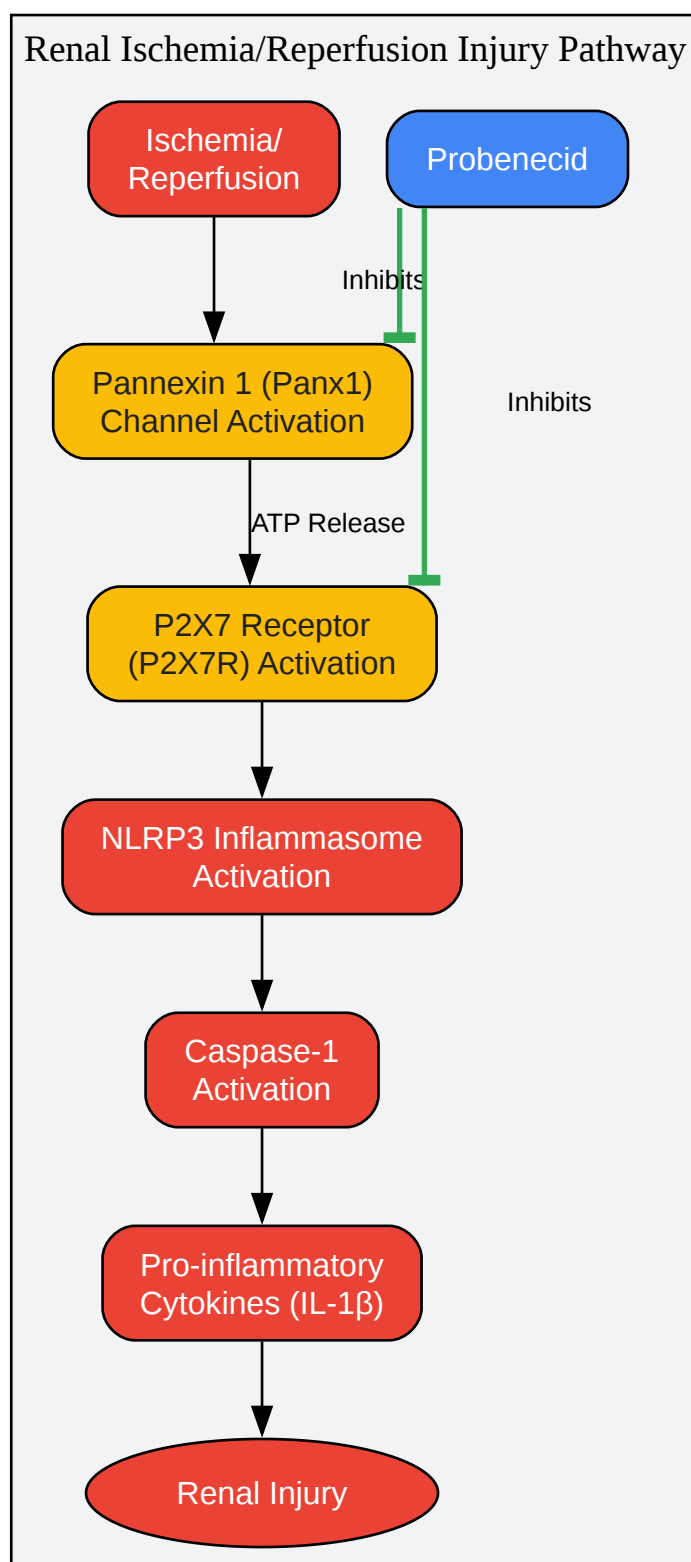 Renal Ischemia/Reperfusion Injury Pathway
Ischemia/
Reperfusion
Probenecid
Inhibits
Pannexin 1 (Panx1)
Channel Activation
Inhibits
ATP Release
P2X7 Receptor
(P2X7R) Activation
NLRP3 Inflammasome
Activation
Caspase-1
Activation
Pro-inflammatory
Cytokines (IL-1β)
Renal Injury